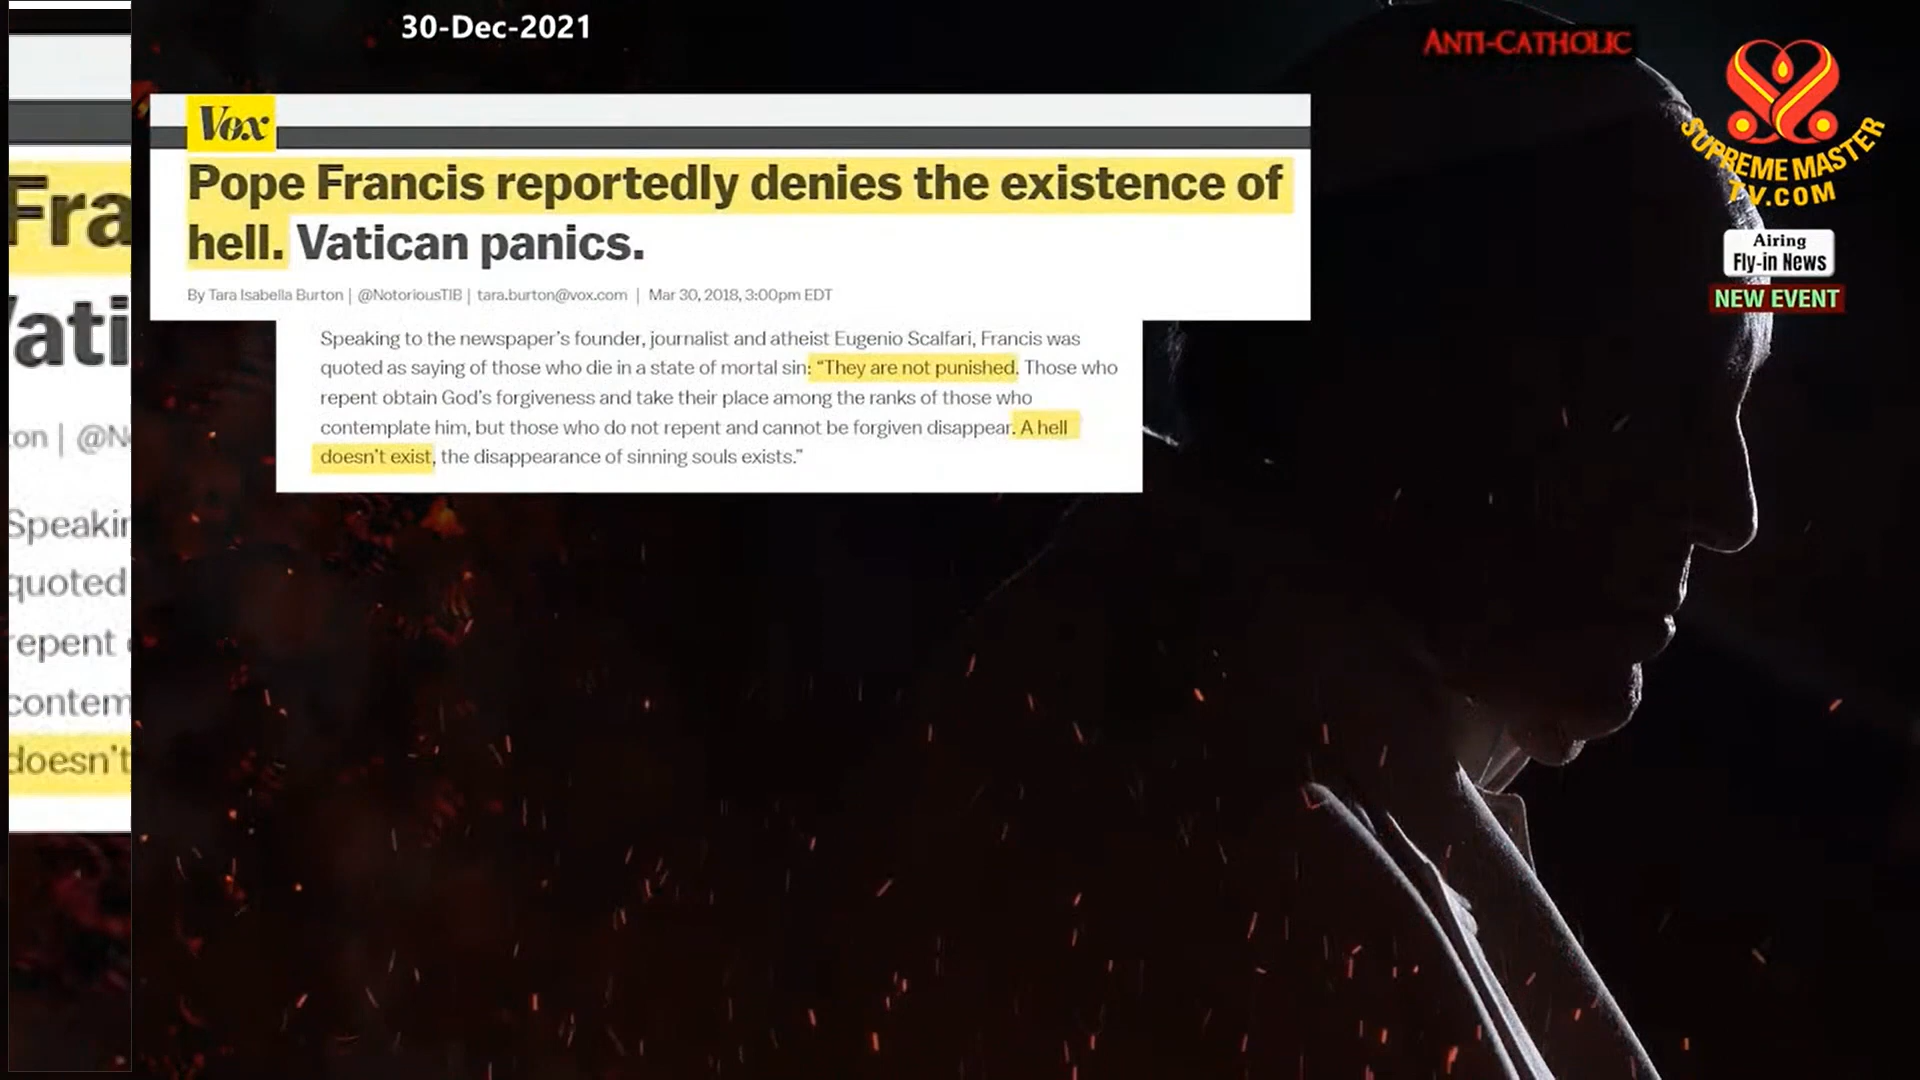 30-Dec-2021
ANTI-CATHOLIC
SUPREME MASTER
TV.COM
Airing
Fly-in News
NEW EVENT
Vox
Pope Francis reportedly denies the existence of
hell. Vatican panics.
By Tara Isabella Burton | @NotoriousTIB | tara.burton@vox.com | Mar 30, 2018, 3:00pm EDT
Speaking to the newspaper's founder, journalist and atheist Eugenio Scalfari, Francis was
quoted as saying of those who die in a state of mortal sin: “They are not punished. Those who
repent obtain God's forgiveness and take their place among the ranks of those who
contemplate him, but those who do not repent and cannot be forgiven disappear. A hell
doesn't exist, the disappearance of sinning souls exists.”
Fra
Vati
on | @N
Speakin
quoted
repent
contem
doesn't